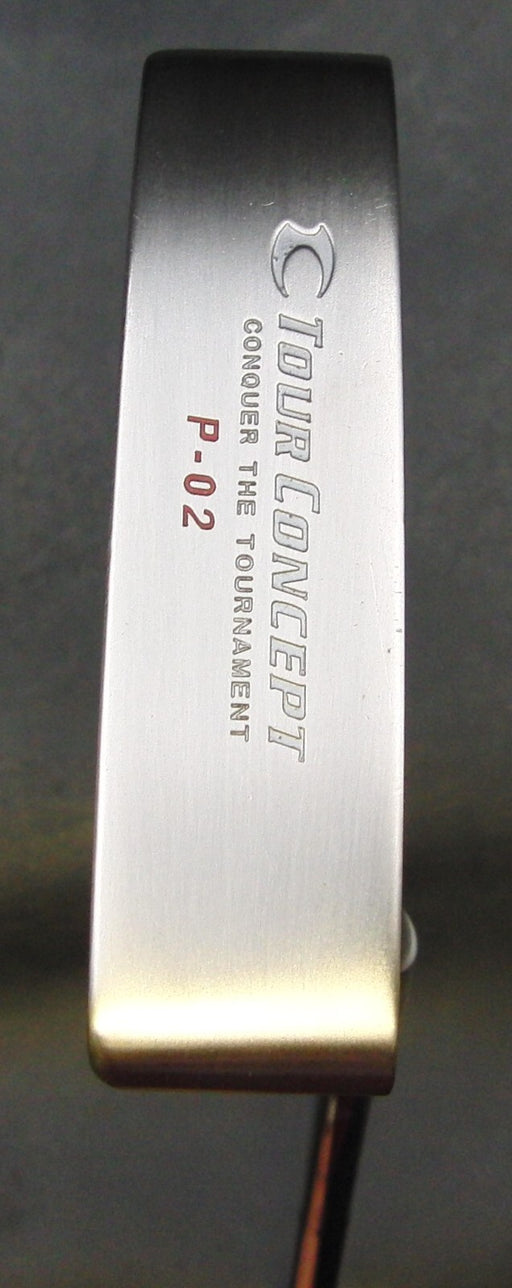 TOUR CONCEPT
CONQUER THE TOURNAMENT
P-02